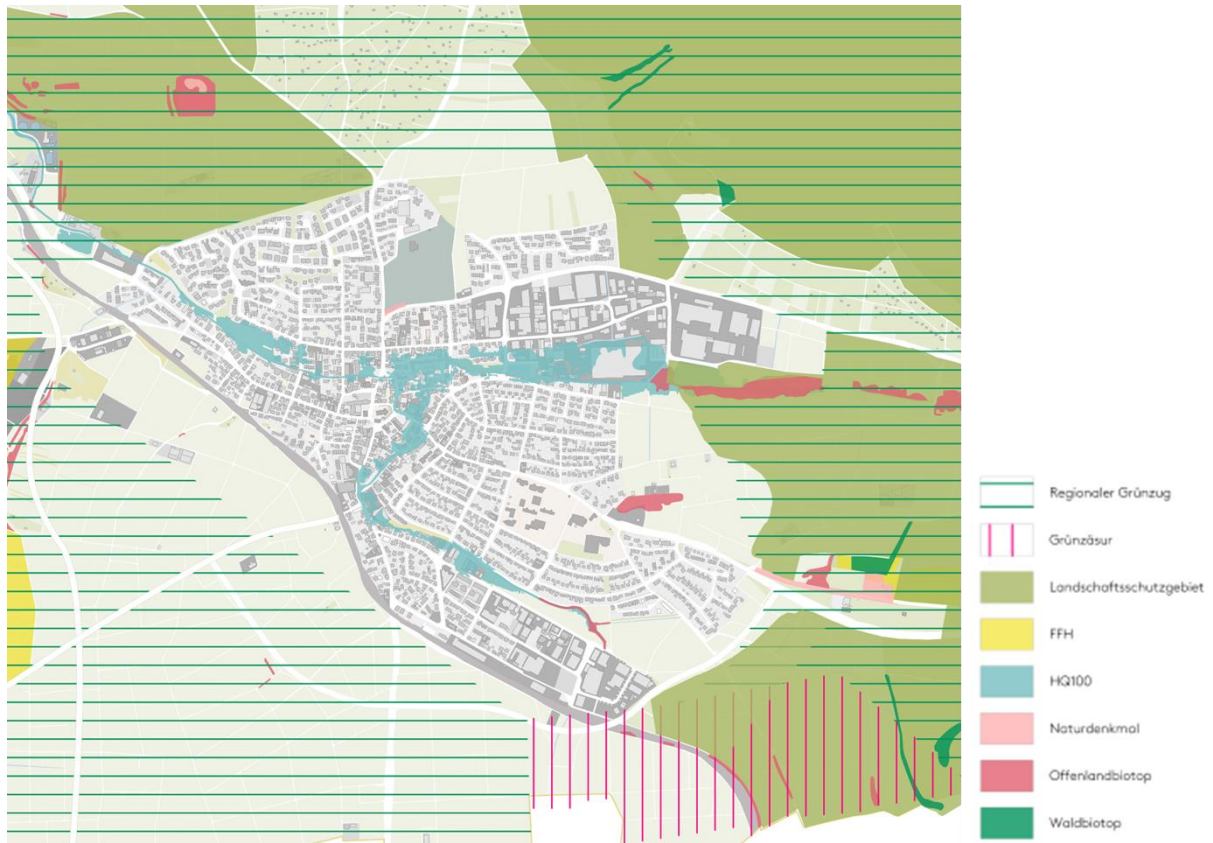 Regionaler Grünzug
Grünzäsur
Landschaftsschutzgebiet
FFH
HQ100
Naturdenkmal
Offenlandbiotop
Waldbiotop